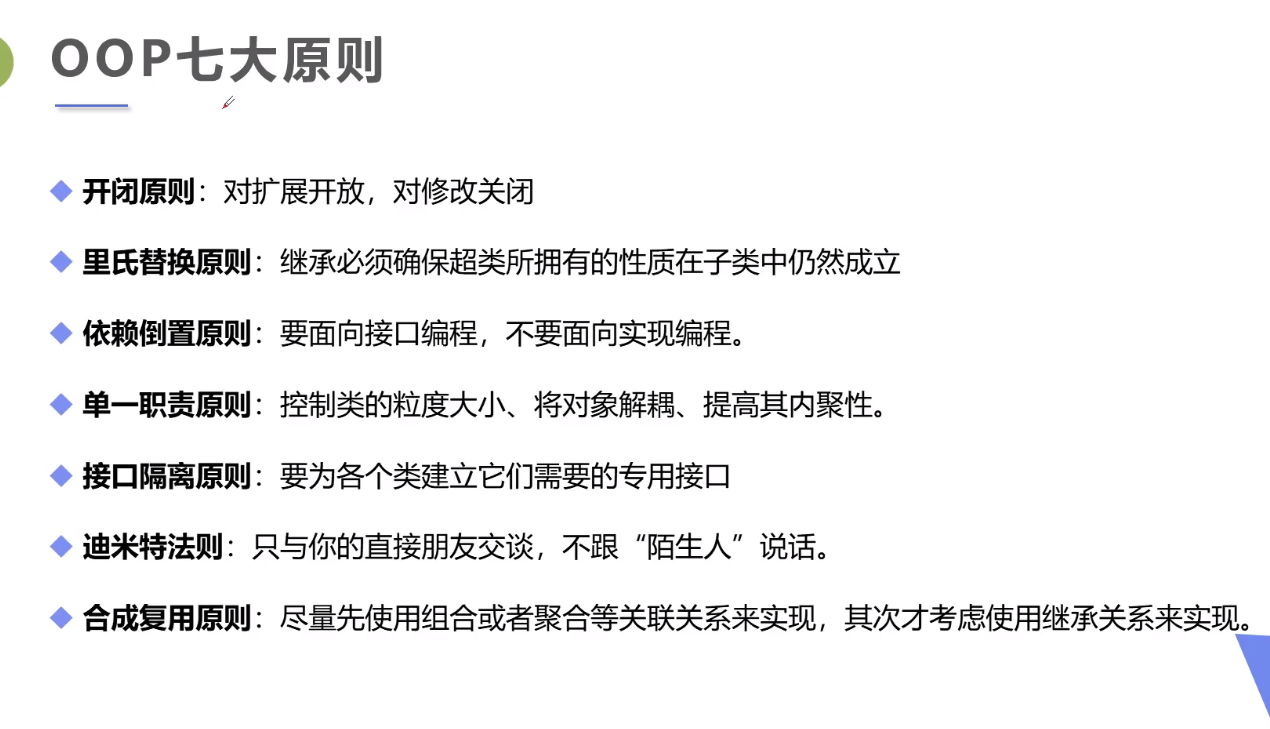 OOP七大原则
开闭原则：对扩展开放，对修改关闭
里氏替换原则：继承必须确保超类所拥有的性质在子类中仍然成立
依赖倒置原则：要面向接口编程，不要面向实现编程。
单一职责原则：控制类的粒度大小、将对象解耦、提高其内聚性。
接口隔离原则：要为各个类建立它们需要的专用接口
迪米特法则：只与你的直接朋友交谈，不跟“陌生人”说话。
合成复用原则：尽量先使用组合或者聚合等关联关系来实现，其次才考虑使用继承关系来实现。